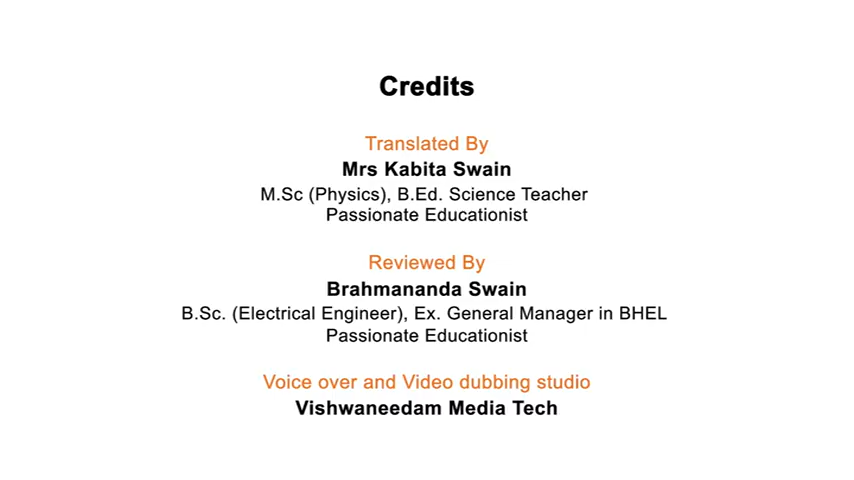 Credits
Translated By
Mrs Kabita Swain
M.Sc (Physics), B.Ed. Science Teacher
Passionate Educationist
Reviewed By
Brahmananda Swain
B.Sc. (Electrical Engineer), Ex. General Manager in BHEL
Passionate Educationist
Voice over and Video dubbing studio
Vishwaneedam Media Tech